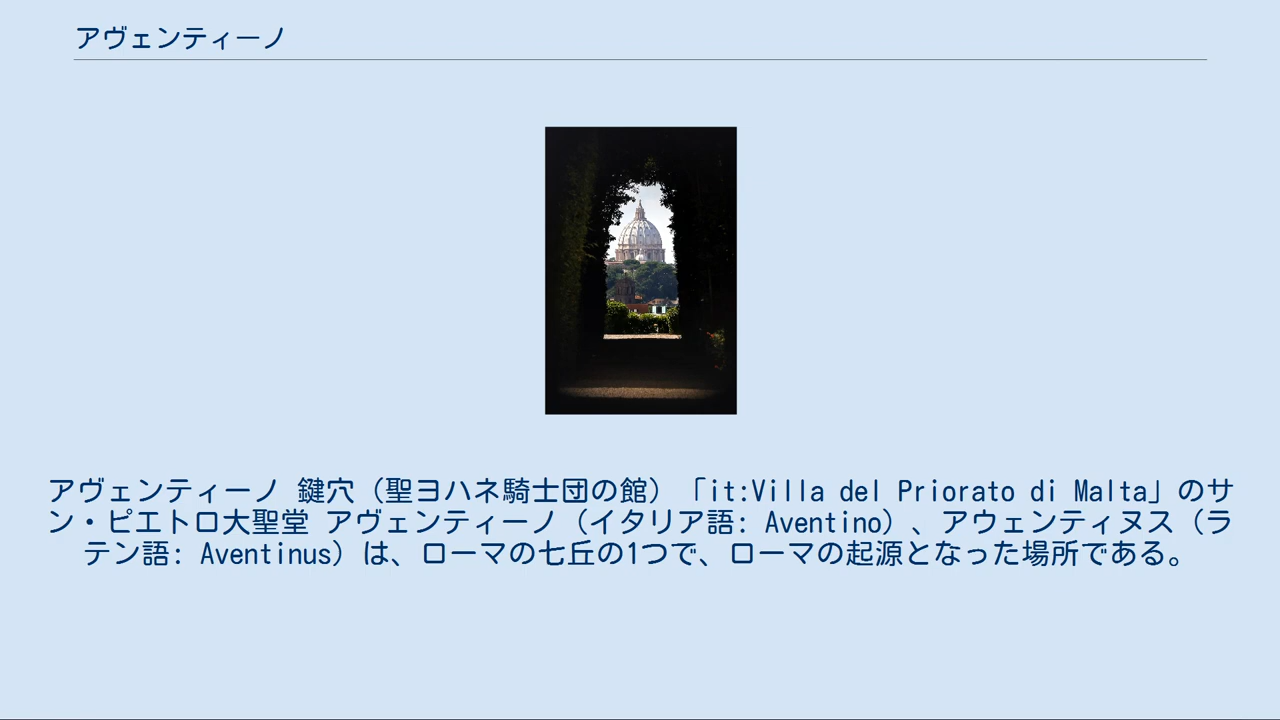 アヴェンティーノ
アヴェンティーノ 鍵穴（聖ヨハネ騎士団の館）「it:Villa del Priorato di Malta」のサ
ン・ピエトロ大聖堂 アヴェンティーノ（イタリア語: Aventino）、アウェンティヌス（ラ
テン語: Aventinus）は、ローマの七丘の1つで、ローマの起源となった場所である。